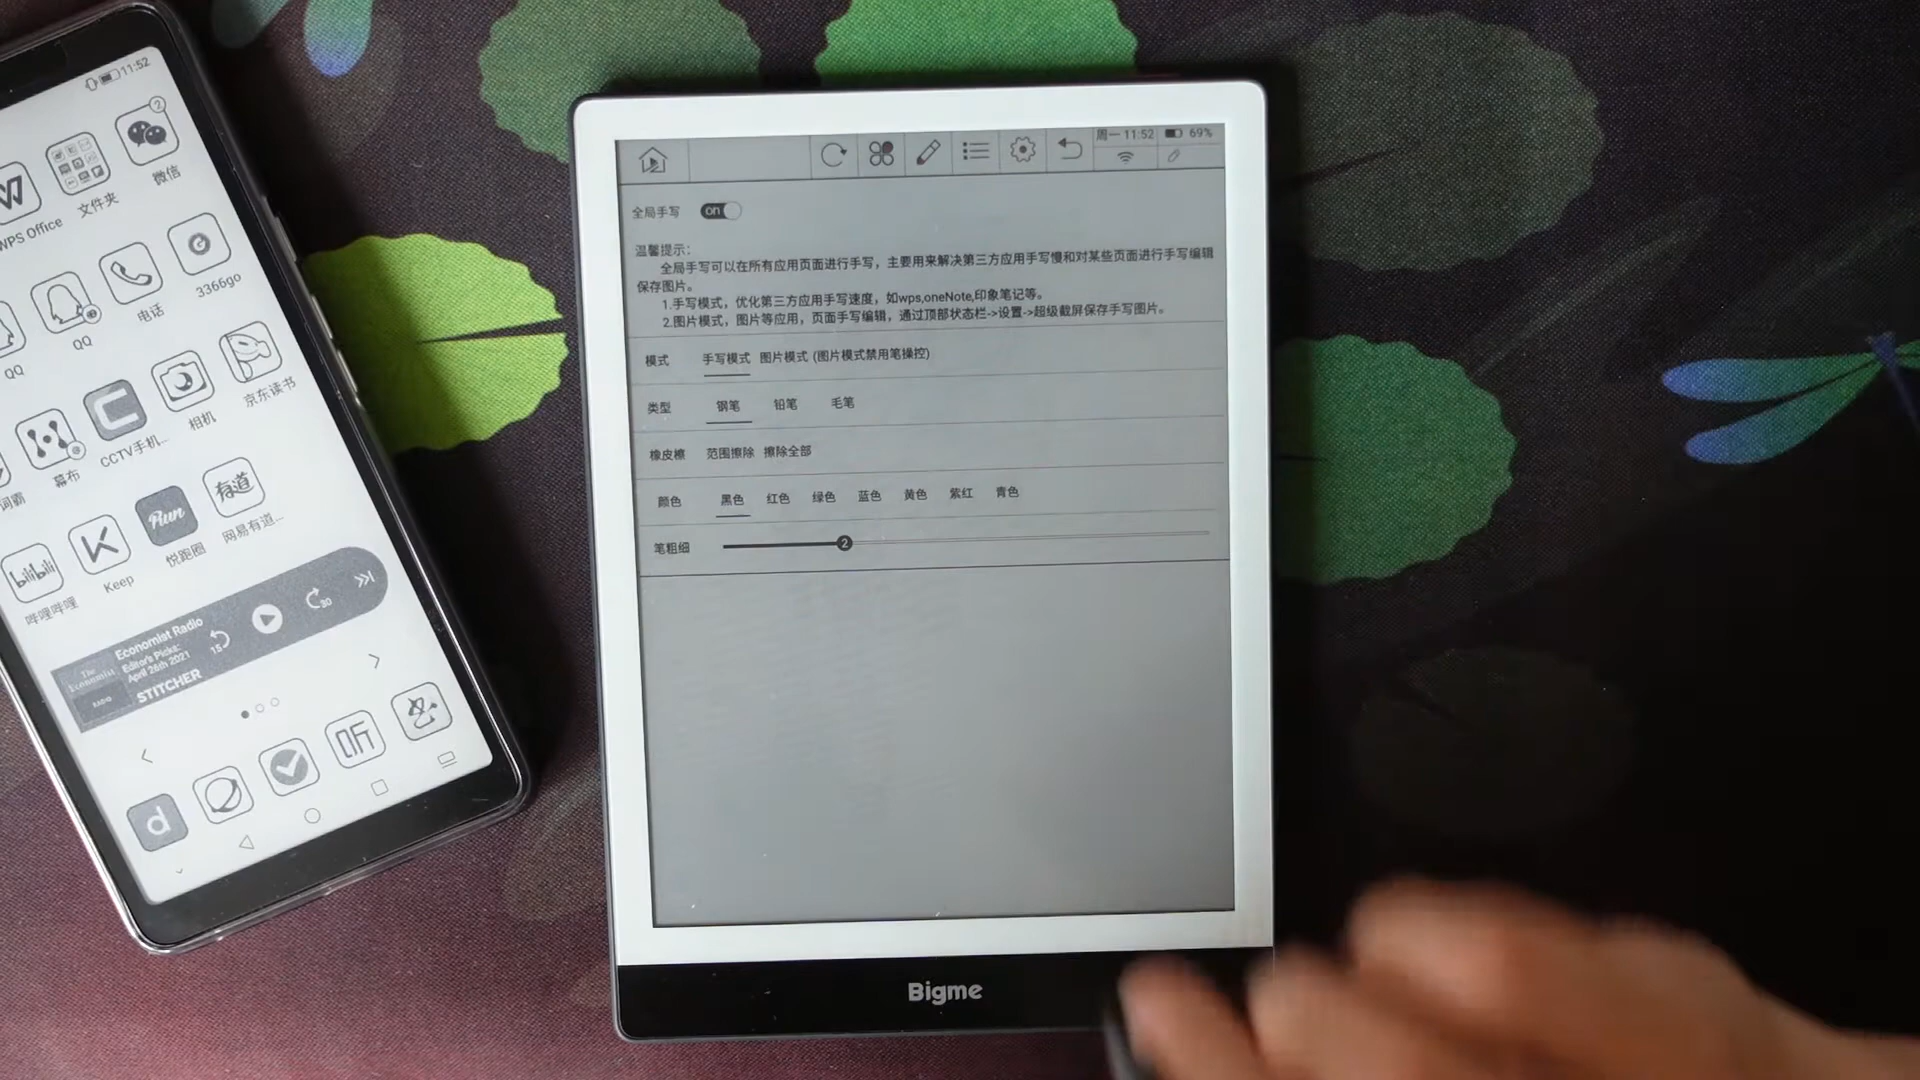 11:52
2
WPS Office
文件夹
微信
QQ
QQ
电话
3366go
词霸
幕布
CCTV手机...
相机
京东读书
bilibili
Run
有道
哔哩哔哩
Keep
悦跑圈
网易有道...
The Economist
RADIO
Economist Radio
Editor's Picks:
April 26th 2021
STITCHER
15
30
d
听
周一 11:52
69%
全局手写
on
温馨提示：
全局手写可以在所有应用页面进行手写，主要用来解决第三方应用手写慢和对某些页面进行手写编辑
保存图片。
1.手写模式，优化第三方应用手写速度，如wps,oneNote,印象笔记等。
2.图片模式，图片等应用，页面手写编辑，通过顶部状态栏->设置->超级截屏保存手写图片。
模式 手写模式 图片模式 (图片模式禁用笔操控)
类型 钢笔 铅笔 毛笔
橡皮檫 范围擦除 擦除全部
颜色 黑色 红色 绿色 蓝色 黄色 紫红 青色
笔粗细 2
Bigme